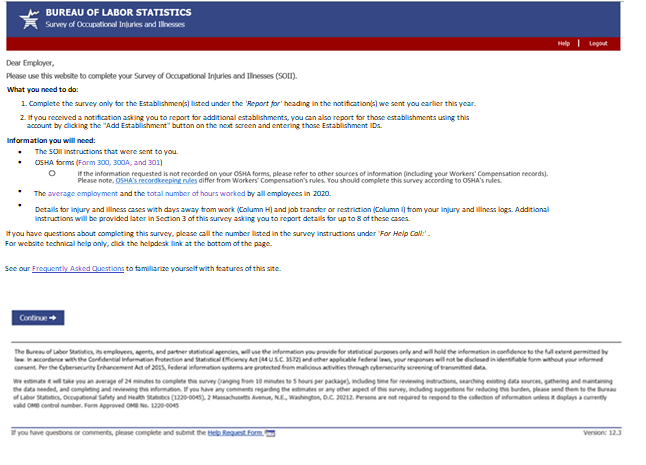 BUREAU OF LABOR STATISTICS
Survey of Occupational Injuries and Illnesses
Help | Logout
Dear Employer,
Please use this website to complete your Survey of Occupational Injuries and Illnesses (SOII).
What you need to do:
1. Complete the survey only for the Establishmen(s) listed under the 'Report for' heading in the notification(s) we sent you earlier this year.
2. If you received a notification asking you to report for additional establishments, you can also report for those establishments using this
account by clicking the "Add Establishment" button on the next screen and entering those Establishment IDs.
Information you will need:
• The SOII instructions that were sent to you.
• OSHA forms (Form 300, 300A, and 301)
O If the information requested is not recorded on your OSHA forms, please refer to other sources of information (including your Workers' Compensation records).
Please note, OSHA's recordkeeping rules differ from Workers' Compensation's rules. You should complete this survey according to OSHA's rules.
• The average employment and the total number of hours worked by all employees in 2020.
• Details for injury and illness cases with days away from work (Column H) and job transfer or restriction (Column I) from your injury and illness logs. Additional
instructions will be provided later in Section 3 of this survey asking you to report details for up to 8 of these cases.
If you have questions about completing this survey, please call the number listed in the survey instructions under 'For Help Call:' .
For website technical help only, click the helpdesk link at the bottom of the page.
See our Frequently Asked Questions to familiarize yourself with features of this site.
Continue →
The Bureau of Labor Statistics, its employees, agents, and partner statistical agencies, will use the information you provide for statistical purposes only and will hold the information in confidence to the full extent permitted by
law. In accordance with the Confidential Information Protection and Statistical Efficiency Act (44 U.S.C. 3572) and other applicable Federal laws, your responses will not be disclosed in identifiable form without your informed
consent. Per the Cybersecurity Enhancement Act of 2015, Federal information systems are protected from malicious activities through cybersecurity screening of transmitted data.
We estimate it will take you an average of 24 minutes to complete this survey (ranging from 10 minutes to 5 hours per package), including time for reviewing instructions, searching existing data sources, gathering and maintaining
the data needed, and completing and reviewing this information. If you have any comments regarding the estimates or any other aspect of this survey, including suggestions for reducing this burden, please send them to the Bureau
of Labor Statistics, Occupational Safety and Health Statistics (1220-0045), 2 Massachusetts Avenue, N.E., Washington, D.C. 20212. Persons are not required to respond to the collection of information unless it displays a currently
valid OMB control number. Form Approved OMB No. 1220-0045
If you have questions or comments, please complete and submit the Help Request Form Version: 12.3